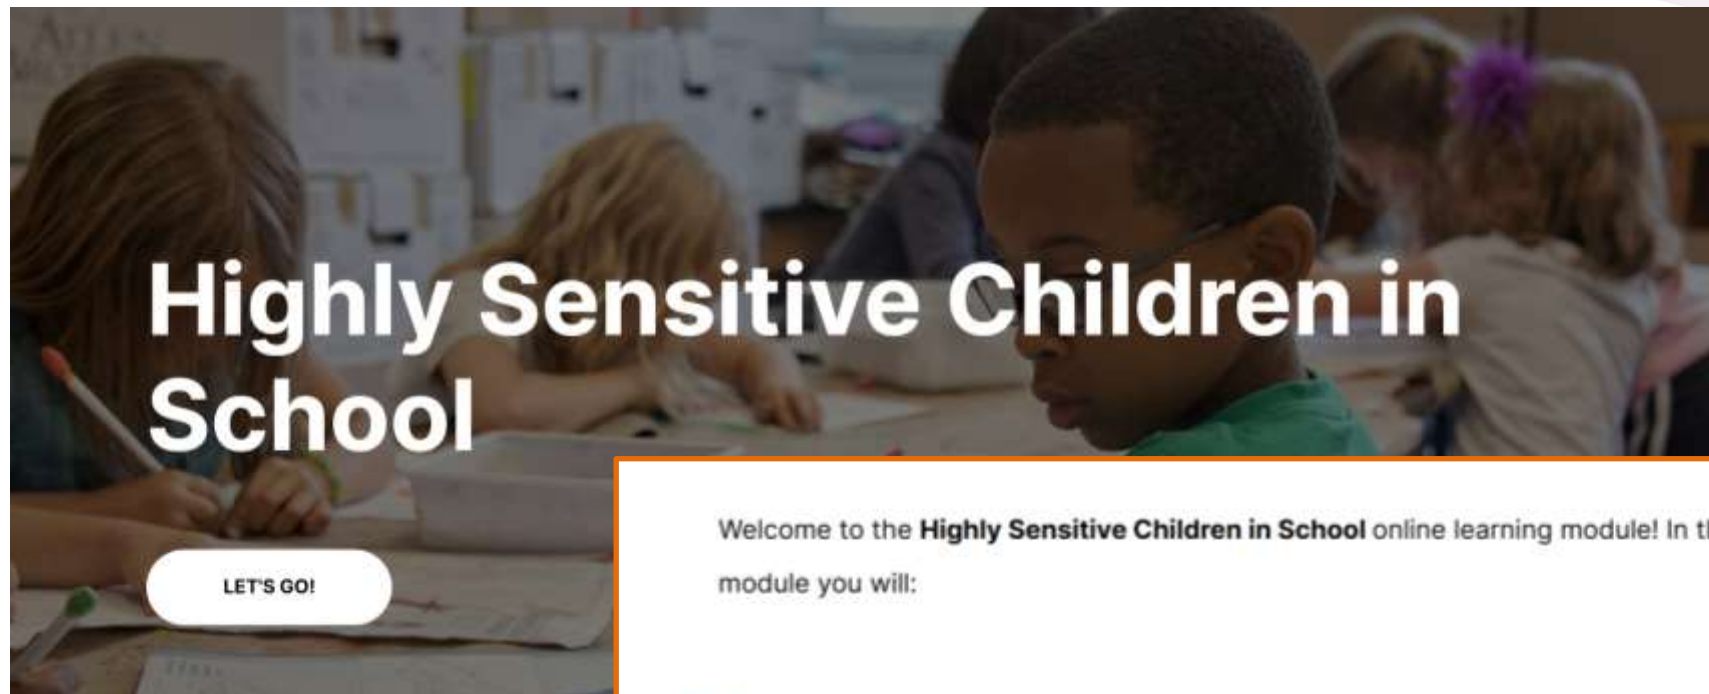 Highly Sensitive Children in
School
LET'S GO!
Welcome to the Highly Sensitive Children in School online learning module! In
module you will: